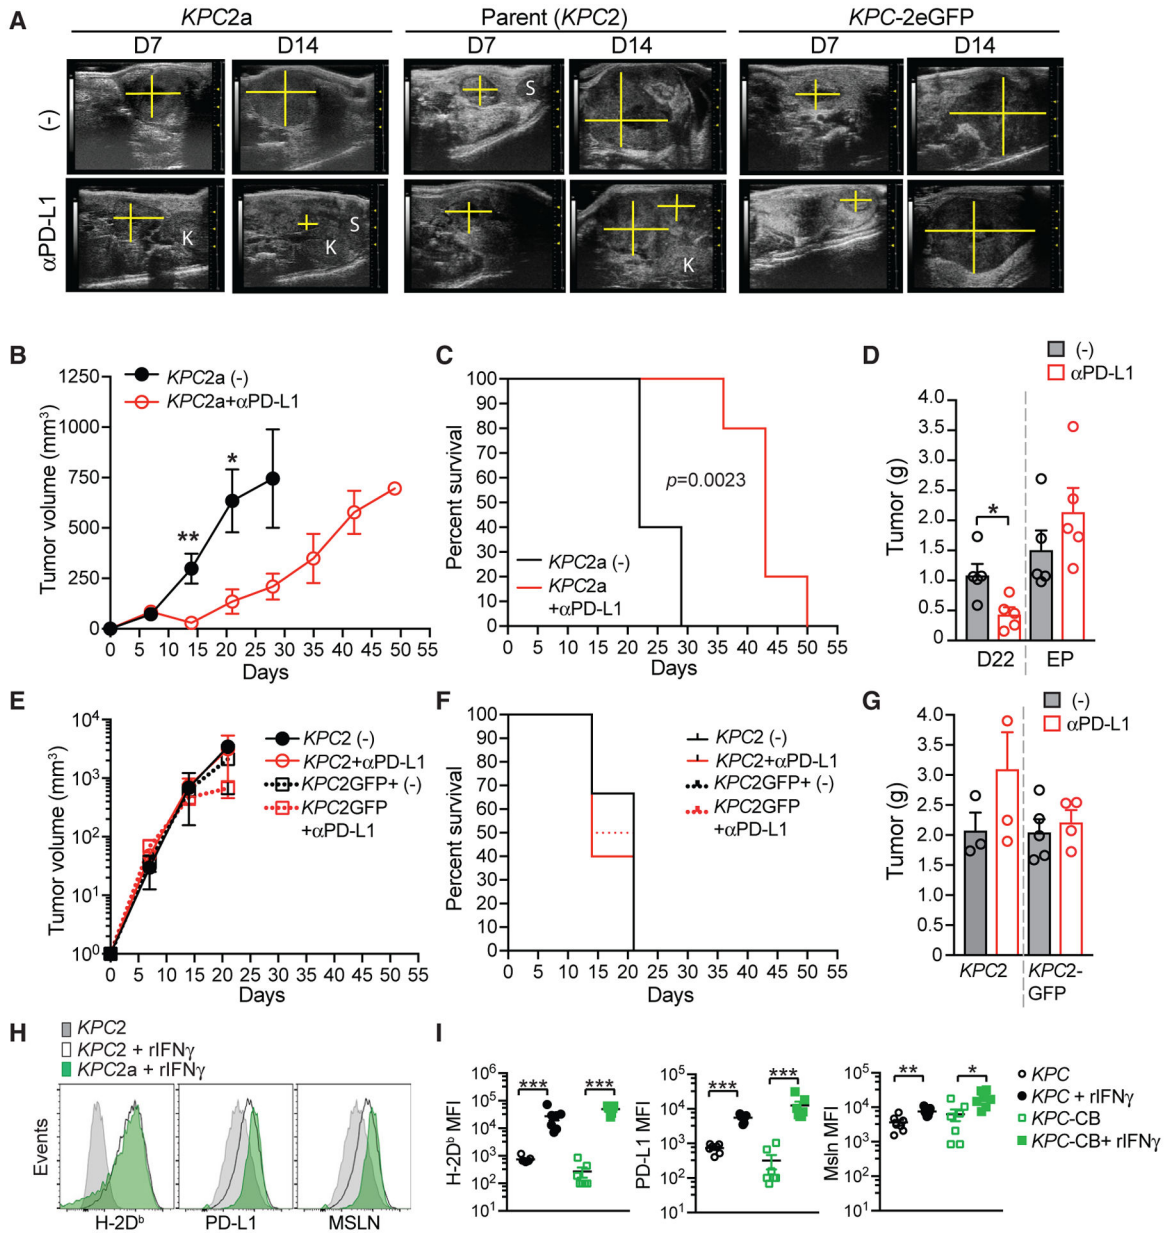 A
KPC2a
Parent (KPC2)
KPC-2eGFP
D7
D14
D7
D14
D7
D14
(-)
S
αPD-L1
K
S
K
K
B
Tumor volume (mm³)
1250
1000
750
500
250
0
KPC2a (-)
KPC2a+αPD-L1
**
*
0 5 10 15 20 25 30 35 40 45 50 55
Days
C
Percent survival
100
90
80
70
60
50
40
30
20
10
0
p=0.0023
KPC2a (-)
KPC2a
+αPD-L1
0 5 10 15 20 25 30 35 40 45 50 55
Days
D
(-)
αPD-L1
Tumor (g)
4.0
3.5
3.0
2.5
2.0
1.5
1.0
0.5
0
*
D22
EP
E
Tumor volume (mm³)
10⁴
10³
10²
10¹
10⁰
KPC2 (-)
KPC2+αPD-L1
KPC2GFP+ (-)
KPC2GFP
+αPD-L1
0 5 10 15 20 25 30 35 40 45 50 55
Days
F
Percent survival
100
90
80
70
60
50
40
30
20
10
0
KPC2 (-)
KPC2+αPD-L1
KPC2GFP+ (-)
KPC2GFP
+αPD-L1
0 5 10 15 20 25 30 35 40 45 50 55
Days
G
(-)
αPD-L1
Tumor (g)
4.0
3.5
3.0
2.5
2.0
1.5
1.0
0.5
0
KPC2
KPC2-
GFP
H
KPC2
KPC2 + rIFNγ
KPC2a + rIFNγ
Events
H-2Dᵇ
PD-L1
MSLN
I
H-2Dᵇ MFI
10⁶
10⁵
10⁴
10³
10²
10¹
***
***
PD-L1 MFI
10⁵
10⁴
10³
10²
10¹
***
***
Msln MFI
10⁵
10⁴
10³
10²
10¹
**
*
KPC
KPC + rIFNγ
KPC-CB
KPC-CB+ rIFNγ